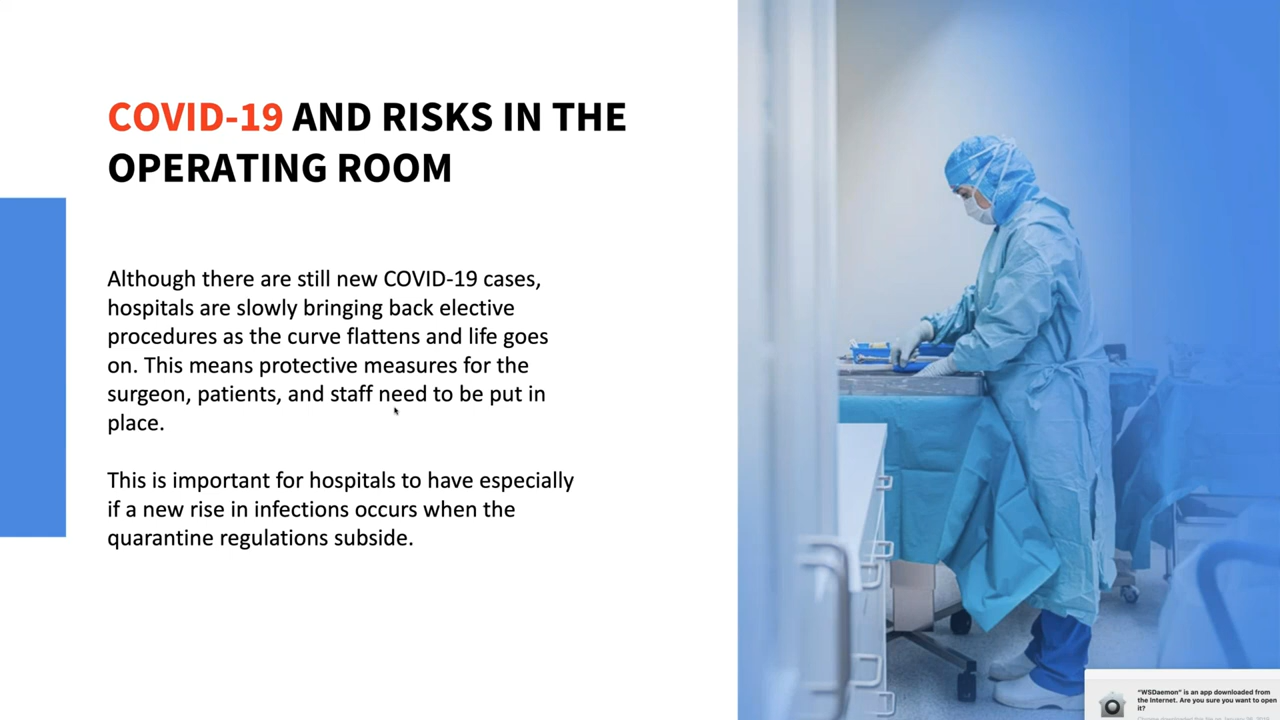 COVID-19 AND RISKS IN THE
OPERATING ROOM
Although there are still new COVID-19 cases,
hospitals are slowly bringing back elective
procedures as the curve flattens and life goes
on. This means protective measures for the
surgeon, patients, and staff need to be put in
place.
This is important for hospitals to have especially
if a new rise in infections occurs when the
quarantine regulations subside.
“WSDaemon” is an app downloaded from
the Internet. Are you sure you want to open
it?